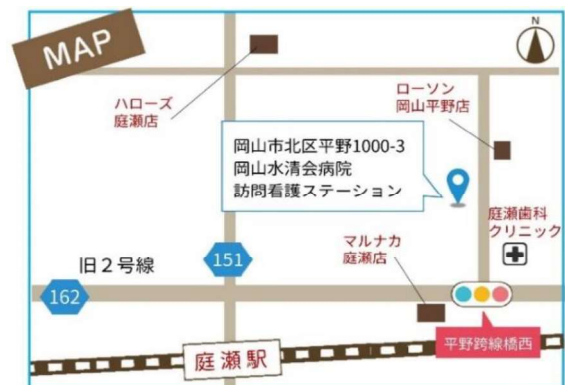 MAP
N
ハローズ
庭瀬店
ローソン
岡山平野店
岡山市北区平野1000-3
岡山水清会病院
訪問看護ステーション
庭瀬歯科
クリニック
マルナカ
庭瀬店
旧2号線
151
162
平野跨線橋西
庭瀬駅